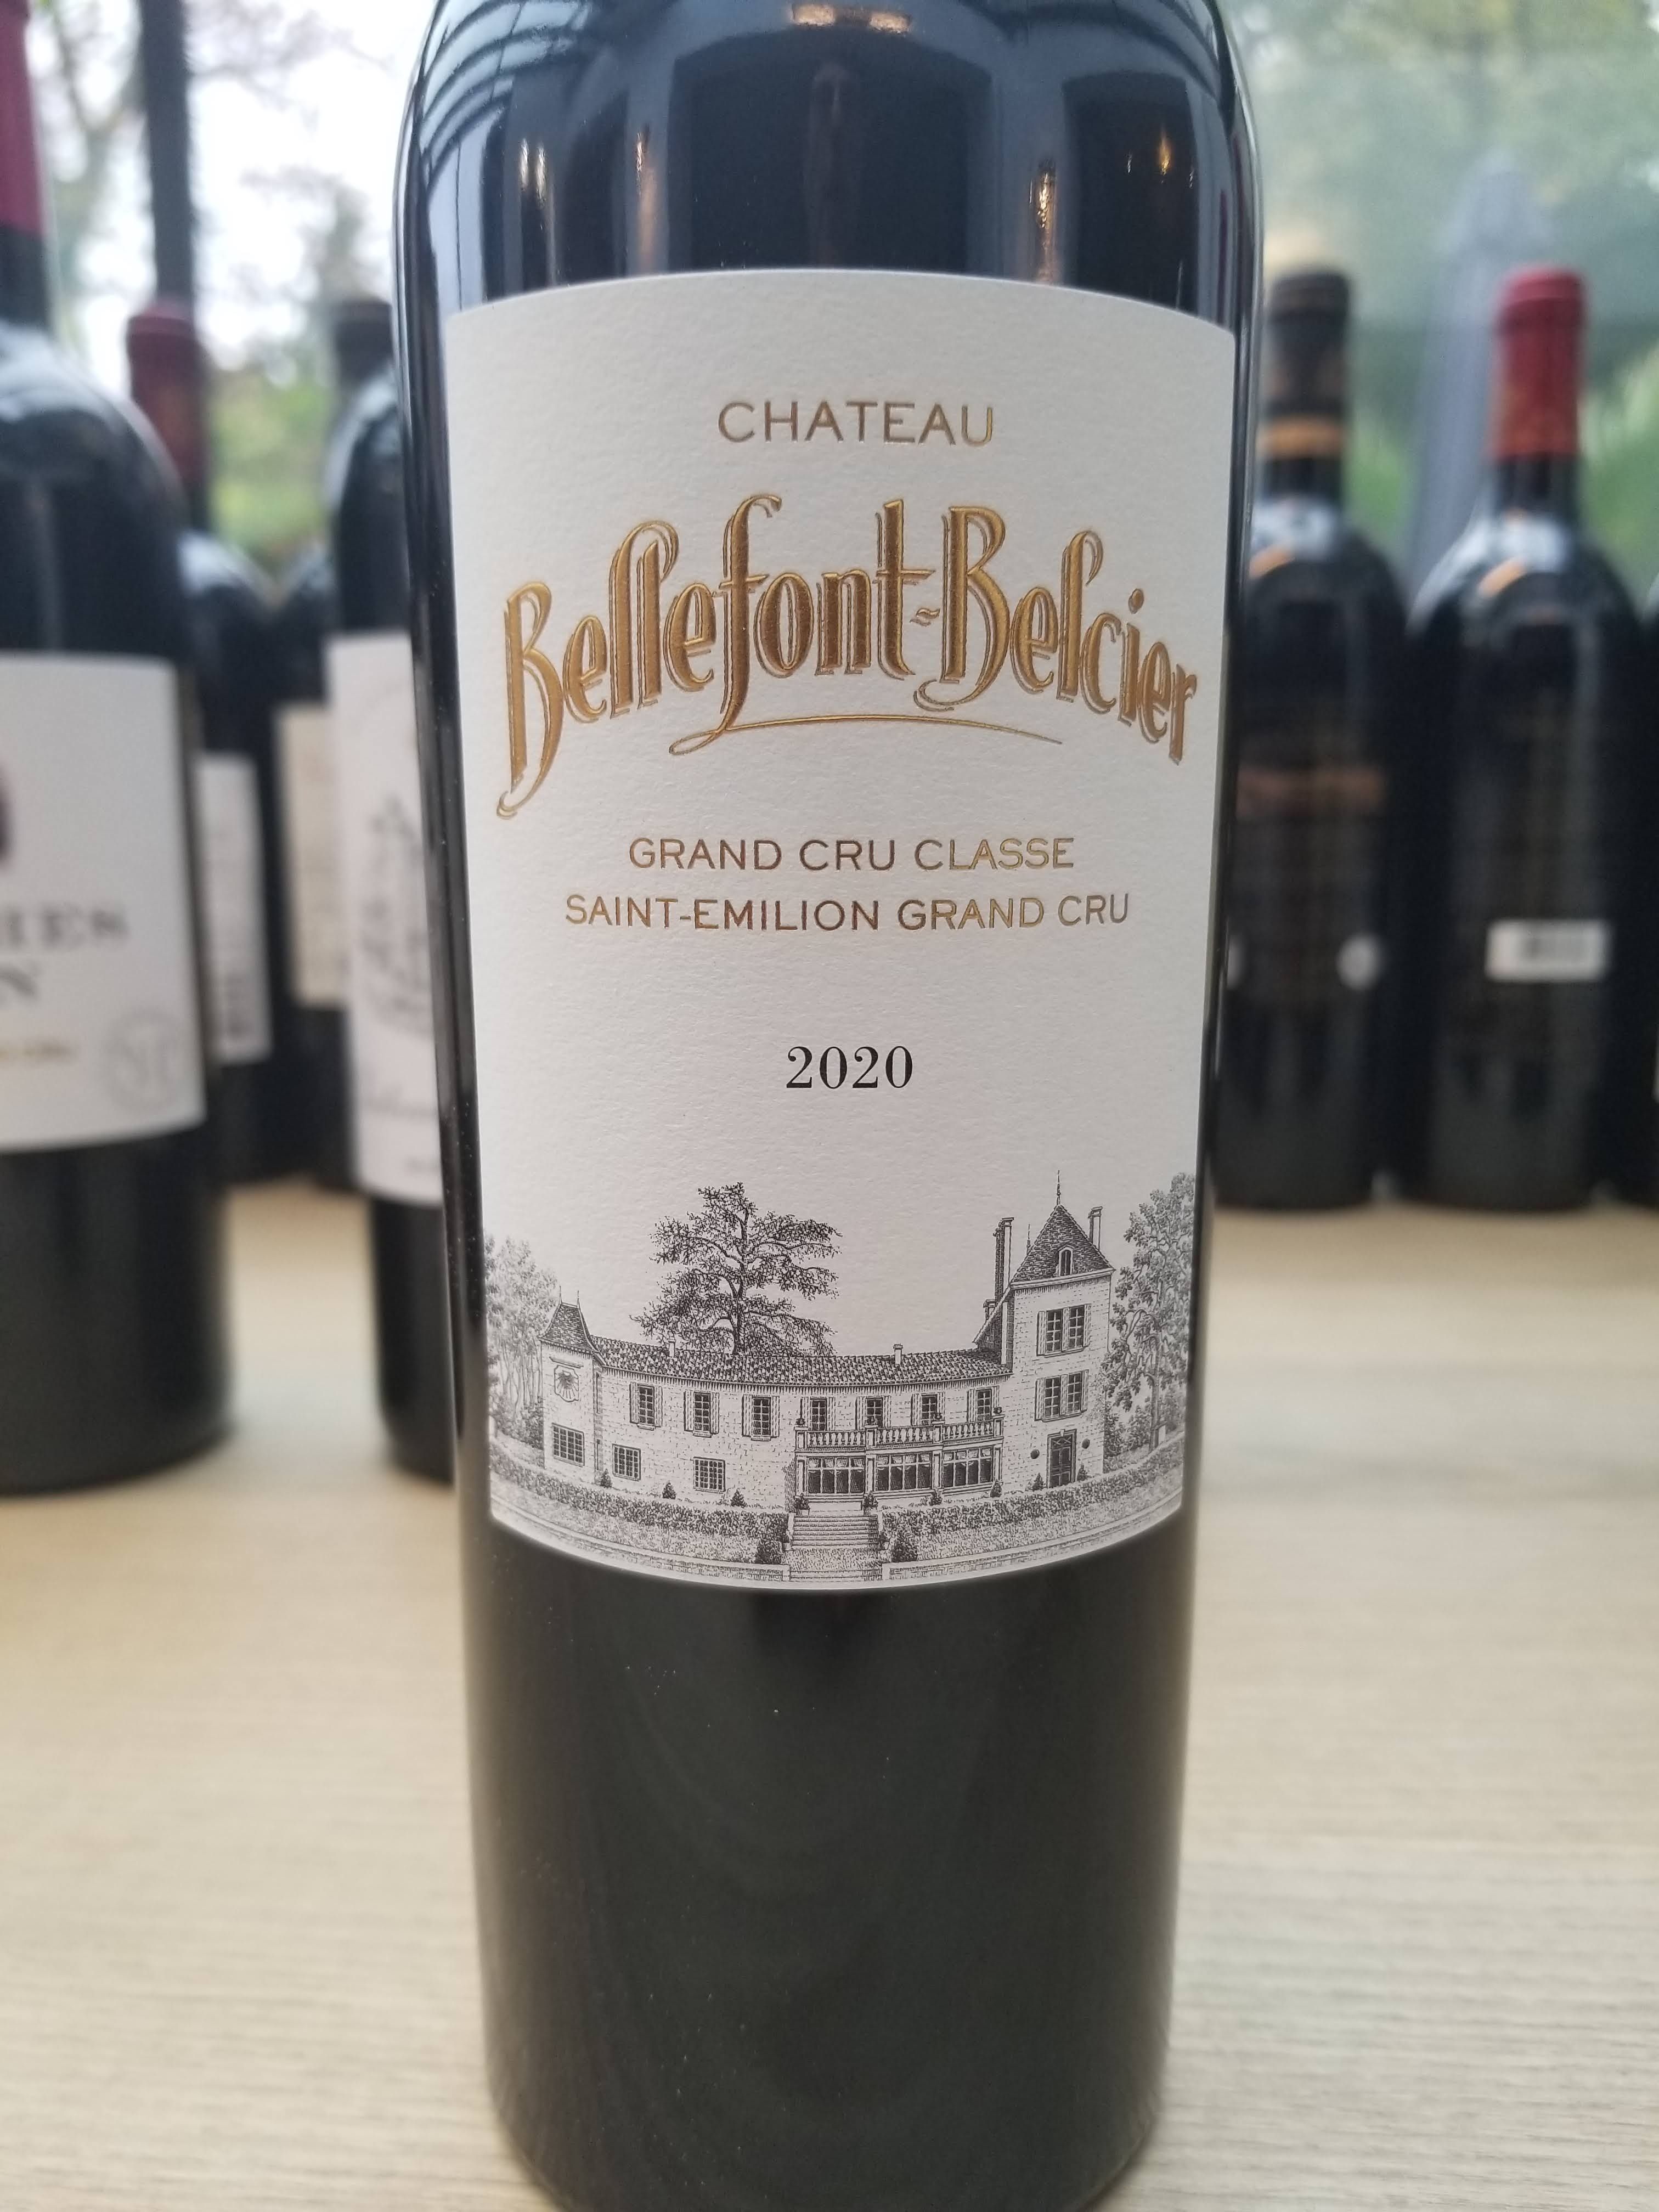 CHATEAU
Bellefont-Belcier
GRAND CRU CLASSE
SAINT-EMILION GRAND CRU
2020